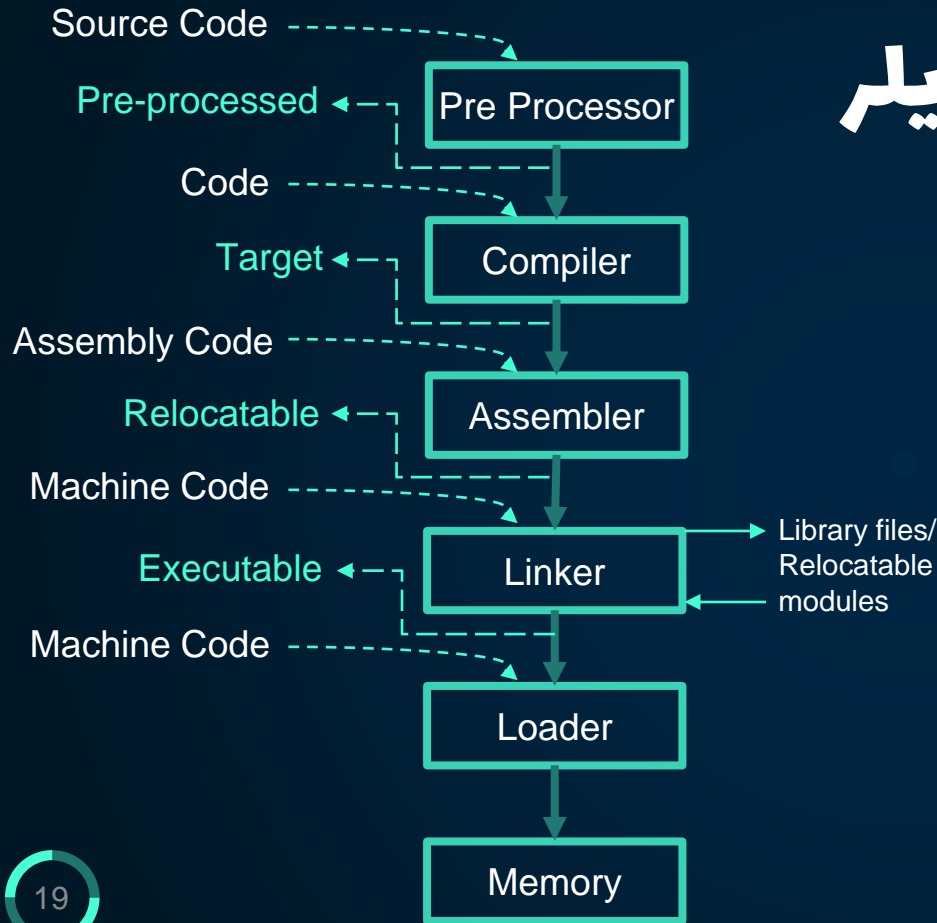 Source Code
Pre Processor
Pre-processed
Code
Compiler
Target
Assembly Code
Assembler
Relocatable
Machine Code
Linker
Library files/
Relocatable
modules
Executable
Machine Code
Loader
Memory
19